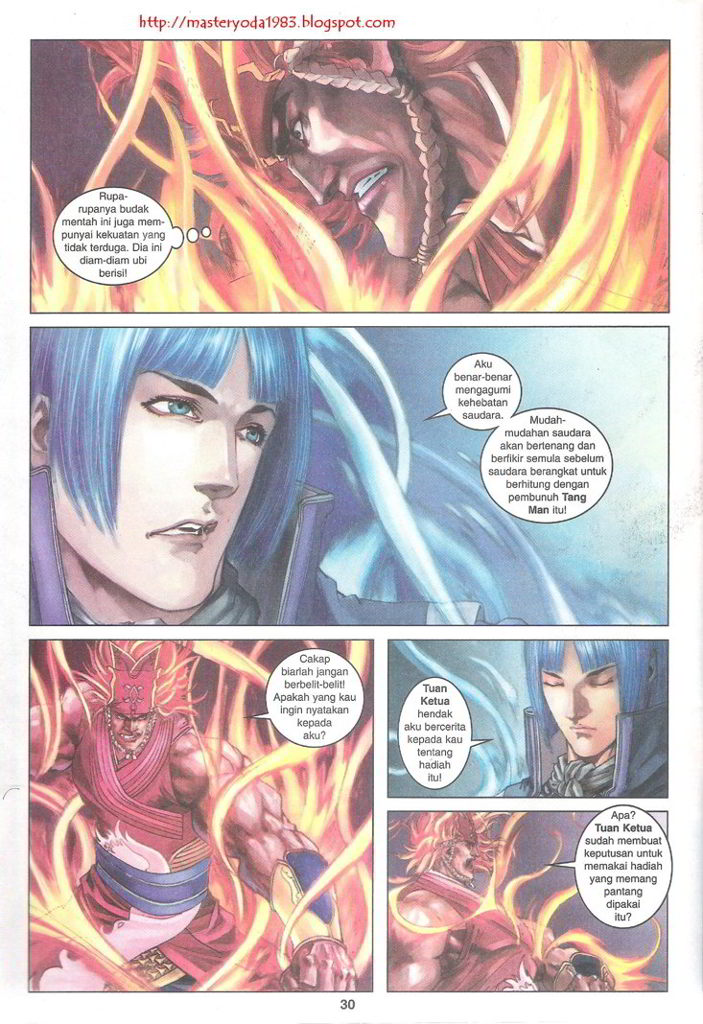 http://masteryoda1983.blogspot.com
Rupa-
rupanya budak
mentah ini juga mem-
punyai kekuatan yang
tidak terduga. Dia ini
diam-diam ubi
berisi!
Aku
benar-benar
mengagumi
kehebatan
saudara.
Mudah-
mudahan saudara
akan bertenang dan
berfikir semula sebelum
saudara berangkat untuk
berhitung dengan
pembunuh Tang
Man itu!
Cakap
biarlah jangan
berbelit-belit!
Apakah yang kau
ingin nyatakan
kepada
aku?
Tuan
Ketua
hendak
aku bercerita
kepada kau
tentang
hadiah
itu!
Apa?
Tuan Ketua
sudah membuat
keputusan untuk
memakai hadiah
yang memang
pantang
dipakai
itu?
30